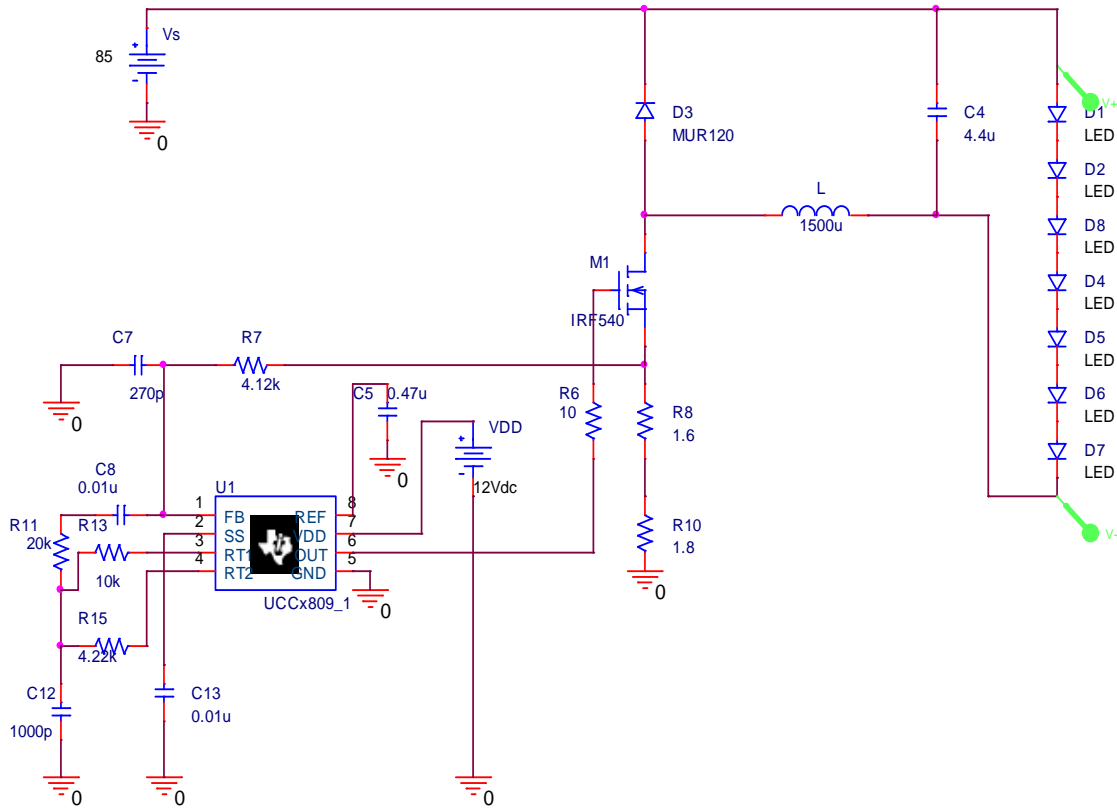 Vs
85
0
D3
MUR120
C4
4.4u
V+
D1
LED
D2
LED
D8
LED
D4
LED
D5
LED
D6
LED
D7
LED
V-
L
1500u
M1
IRF540
C7
270p
0
R7
4.12k
C5 0.47u
0
R6
10
R8
1.6
R10
1.8
0
VDD
12Vdc
0
C8
0.01u
R11
20k
R13
10k
R15
4.22k
U1
1 FB REF 8
2 SS VDD 7
3 RT1 OUT 6
4 RT2 GND 5
UCCx809_1
0
C12
1000p
0
C13
0.01u
0